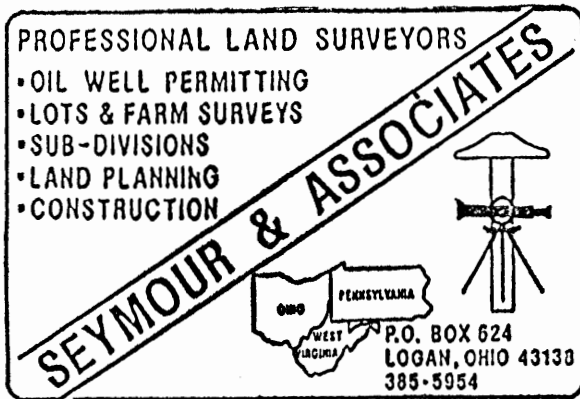 PROFESSIONAL LAND SURVEYORS
▪OIL WELL PERMITTING
▪LOTS & FARM SURVEYS
▪SUB-DIVISIONS
▪LAND PLANNING
▪CONSTRUCTION
SEYMOUR & ASSOCIATES
OHIO
PENNSYLVANIA
WEST
VIRGINIA
P.O. BOX 624
LOGAN, OHIO 43138
385-5954